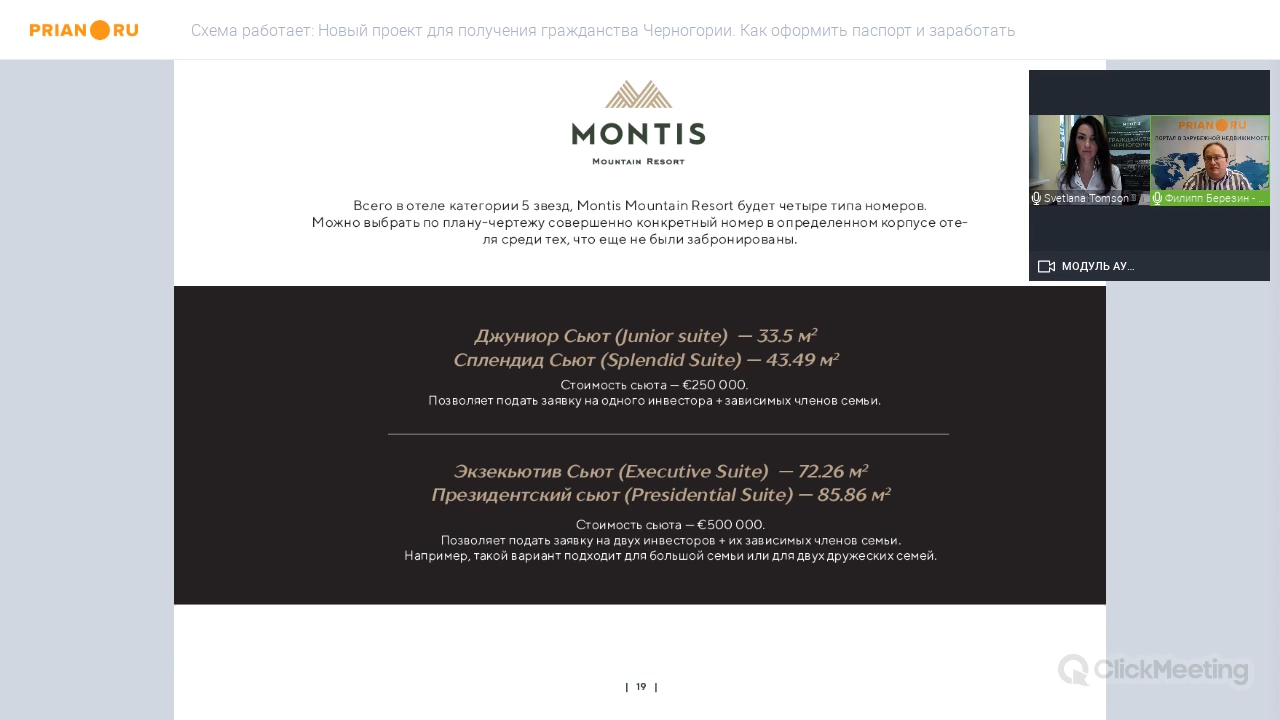 PRIAN RU
Схема работает: Новый проект для получения гражданства Черногории. Как оформить паспорт и заработать
MONTIS
MOUNTAIN RESORT
Всего в отеле категории 5 звезд, Montis Mountain Resort будет четыре типа номеров.
Можно выбрать по плану-чертежу совершенно конкретный номер в определенном корпусе оте-
ля среди тех, что еще не были забронированы.
Джуниор Сьют (Junior suite) — 33.5 м²
Сплендид Сьют (Splendid Suite) — 43.49 м²
Стоимость сьюта — €250 000.
Позволяет подать заявку на одного инвестора + зависимых членов семьи.
Экзекьютив Сьют (Executive Suite) — 72.26 м²
Президентский сьют (Presidential Suite) — 85.86 м²
Стоимость сьюта — €500 000.
Позволяет подать заявку на двух инвесторов + их зависимых членов семьи.
Например, такой вариант подходит для большой семьи или для двух дружеских семей.
| 19 |
PRIAN RU
ПОРТАЛ О ЗАРУБЕЖНОЙ НЕДВИЖИМОСТИ
Svetlana Tomson
Филипп Березин - ...
МОДУЛЬ АУ...
ClickMeeting